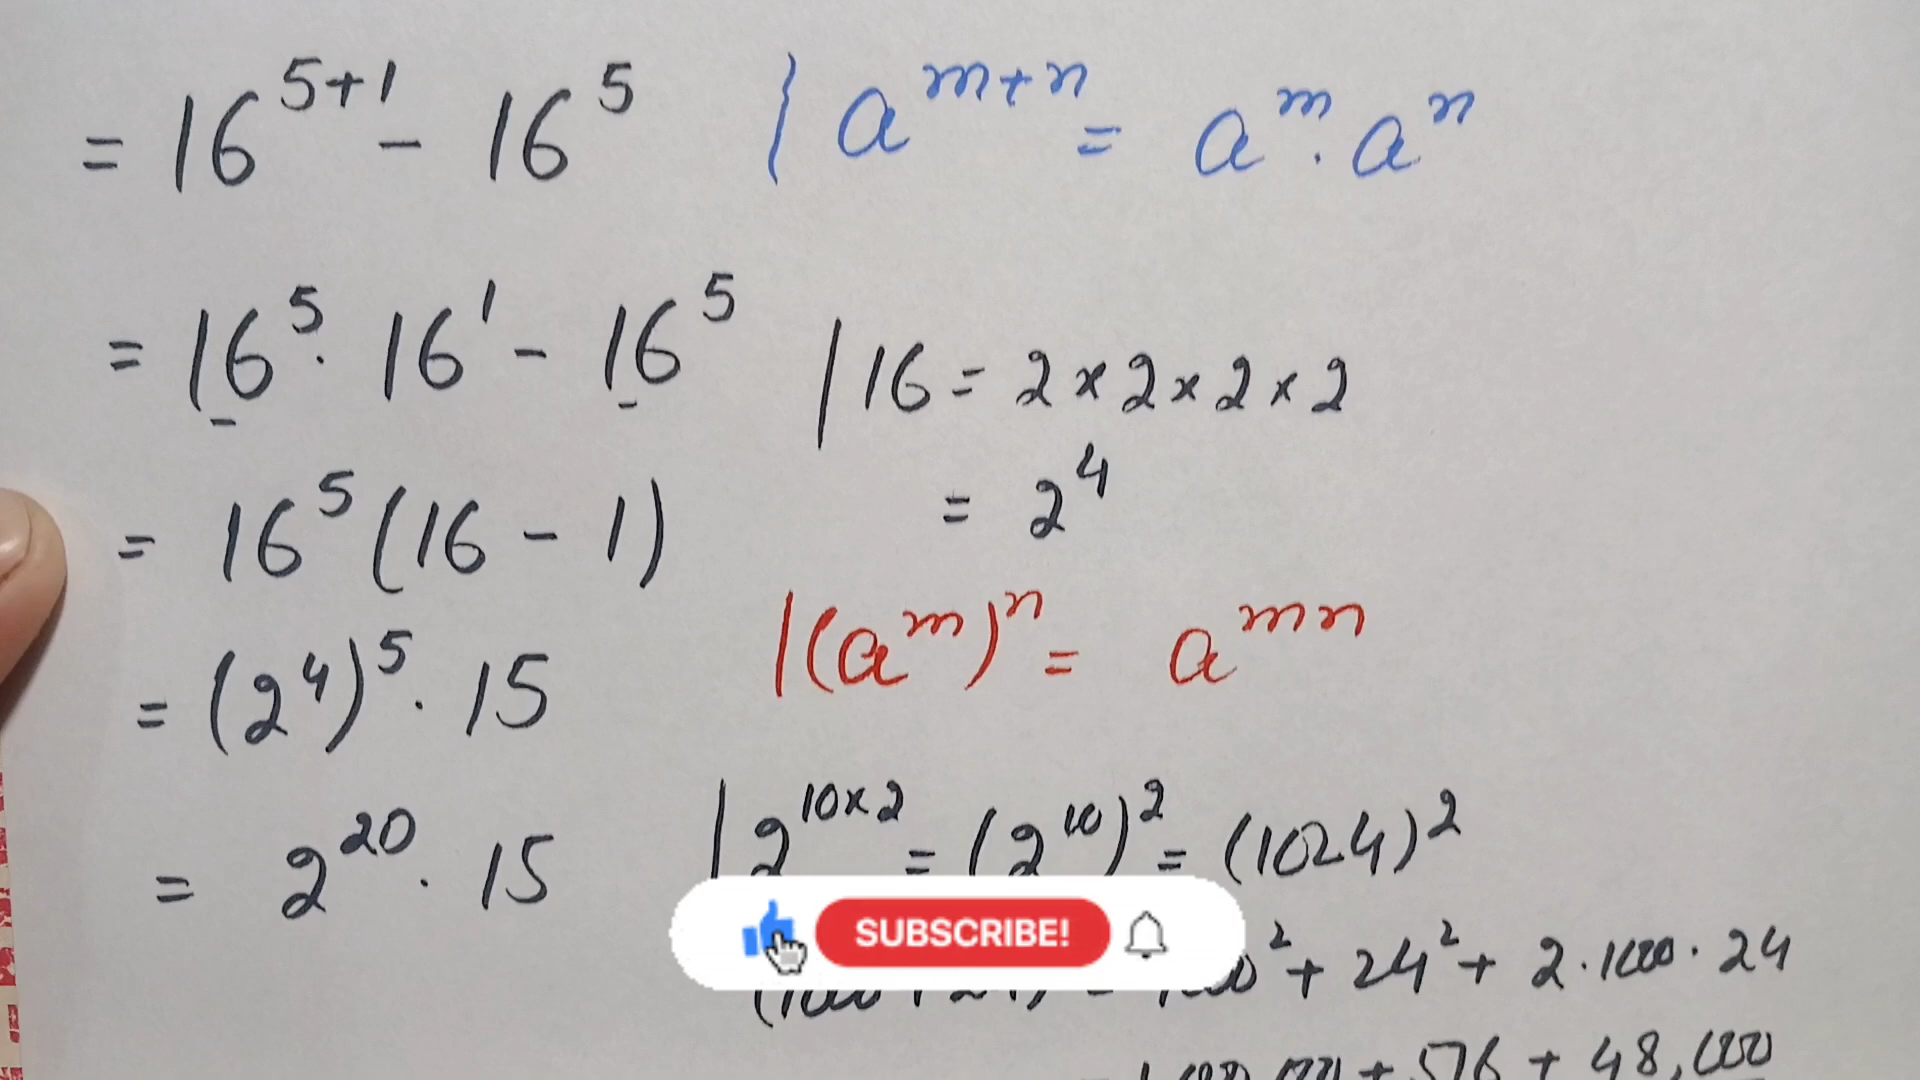 = 16^{5+1} - 16^5 | a^{m+n} = a^m . a^n
= 16^5 . 16^1 - 16^5 | 16 = 2 × 2 × 2 × 2
= 2^4
= 16^5 (16 - 1)
| (a^m)^n = a^{mn}
= (2^4)^5 . 15
= 2^{20} . 15 | 2^{10×2} = (2^{10})^2 = (1024)^2
SUBSCRIBE!
^2 + 24^2 + 2 . 1000 . 24
+ 576 + 48,000